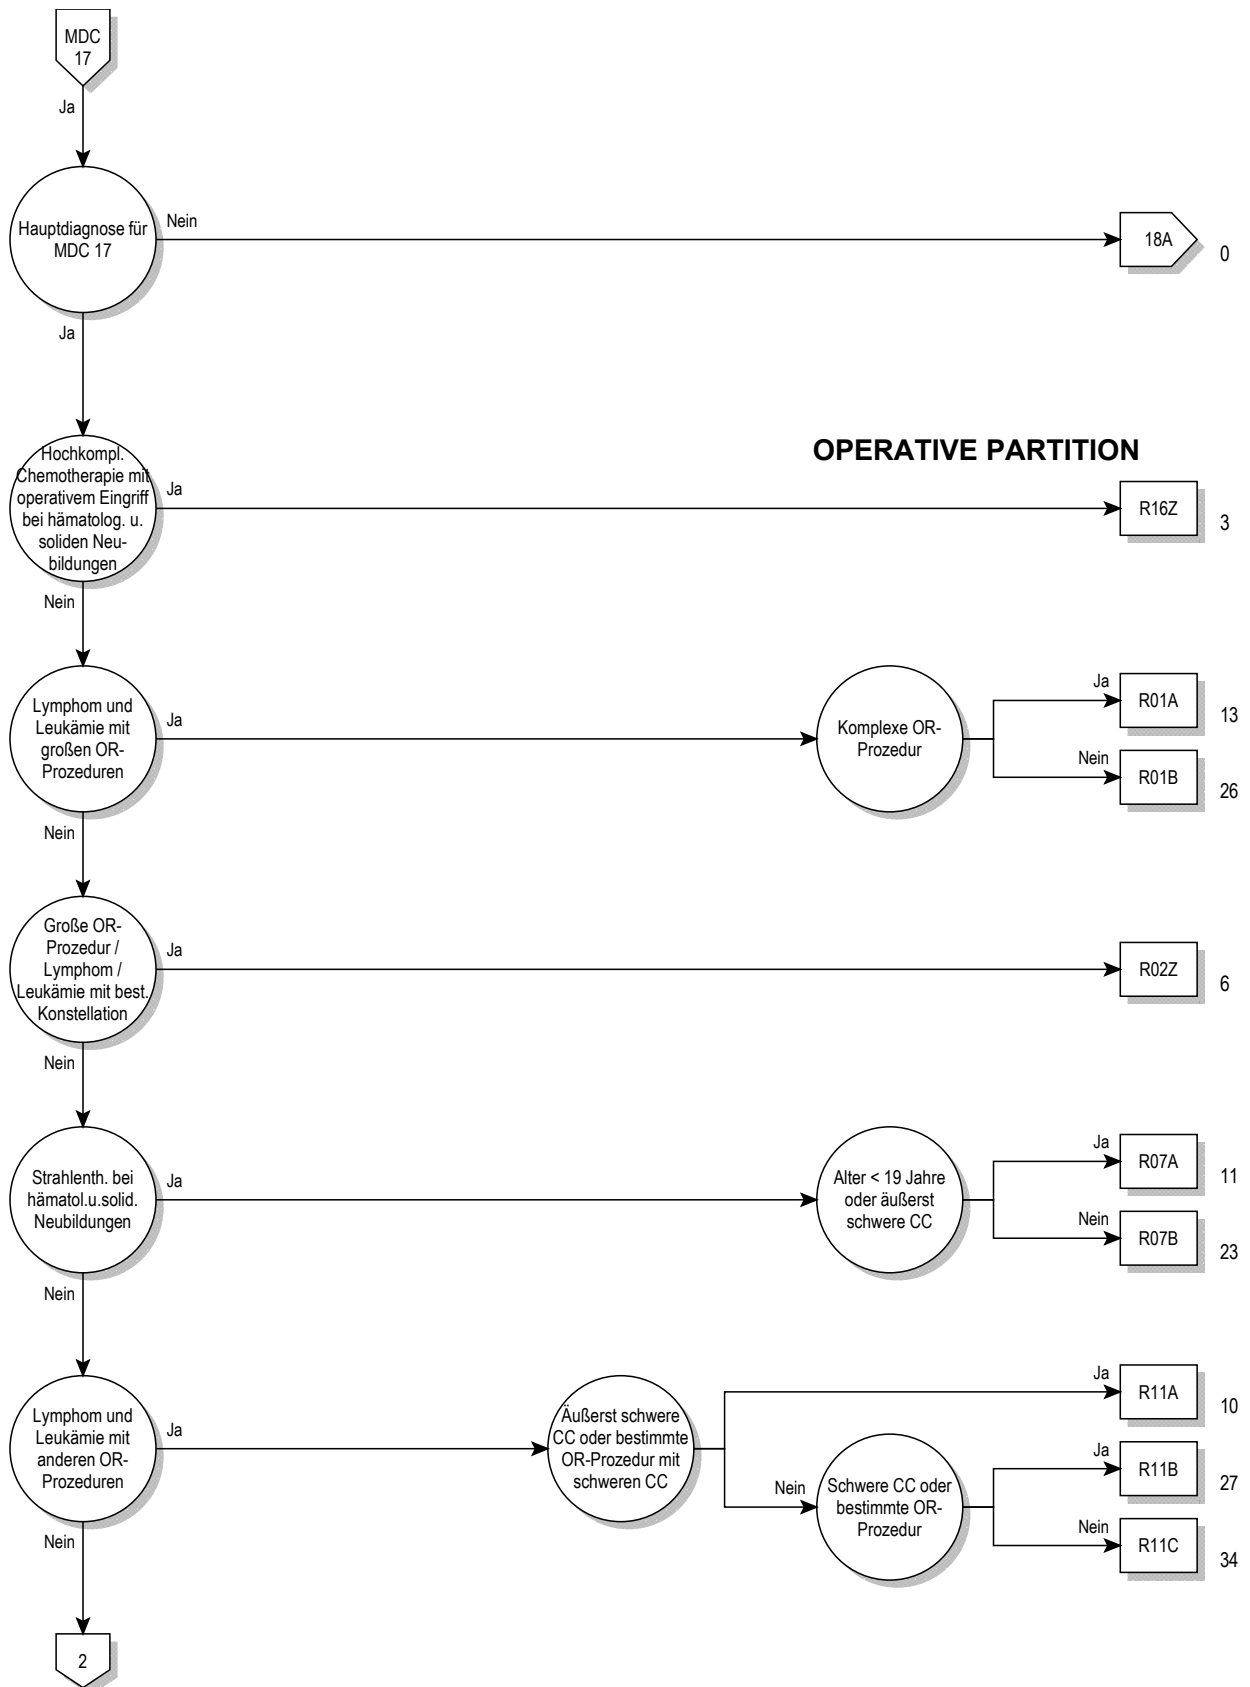 MDC
17
Ja
Hauptdiagnose für
MDC 17
Nein
18A
0
Ja
OPERATIVE PARTITION
Hochkompl.
Chemotherapie mit
operativem Eingriff
bei hämatolog. u.
soliden Neu-
bildungen
Ja
R16Z
3
Nein
Lymphom und
Leukämie mit
großen OR-
Prozeduren
Ja
Komplexe OR-
Prozedur
Ja
R01A
13
Nein
R01B
26
Nein
Große OR-
Prozedur /
Lymphom /
Leukämie mit best.
Konstellation
Ja
R02Z
6
Nein
Strahlenth. bei
hämatol.u.solid.
Neubildungen
Ja
Alter < 19 Jahre
oder äußerst
schwere CC
Ja
R07A
11
Nein
R07B
23
Nein
Lymphom und
Leukämie mit
anderen OR-
Prozeduren
Ja
Äußerst schwere
CC oder bestimmte
OR-Prozedur mit
schweren CC
Ja
R11A
10
Nein
Schwere CC oder
bestimmte OR-
Prozedur
Ja
R11B
27
Nein
R11C
34
Nein
2